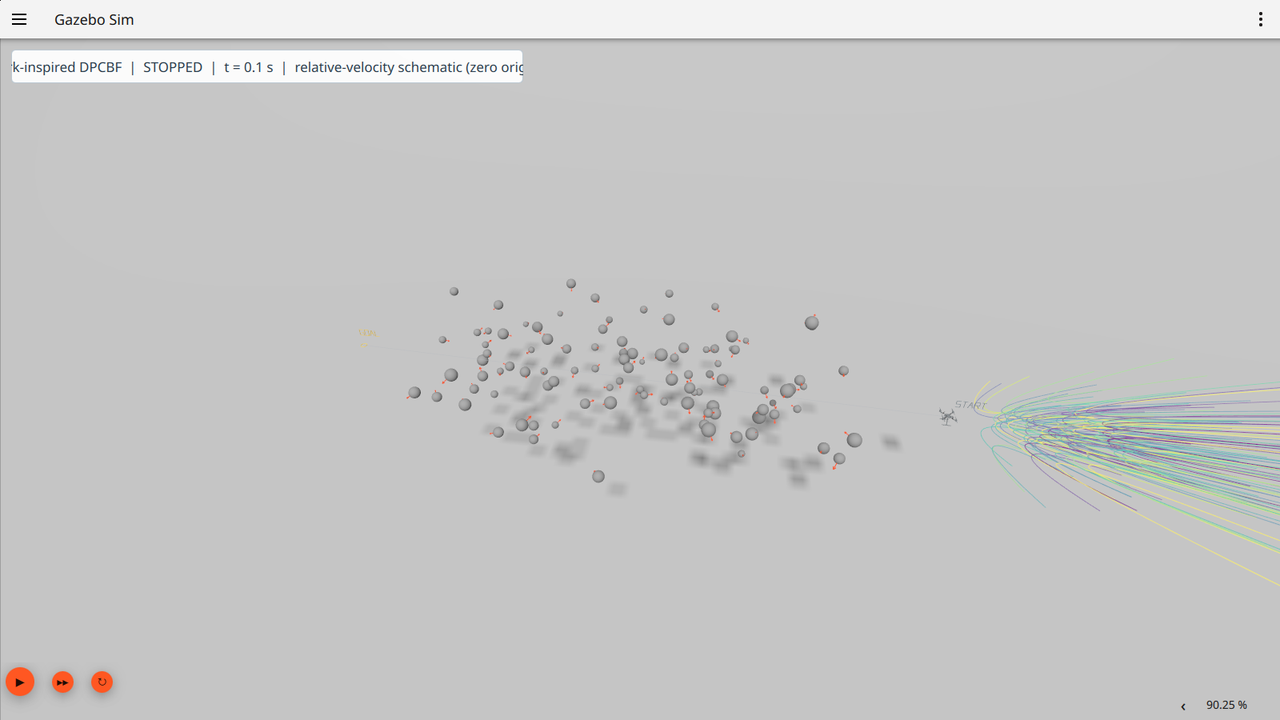 Gazebo Sim
k-inspired DPCBF | STOPPED | t = 0.1 s | relative-velocity schematic (zero orig
START
90.25 %